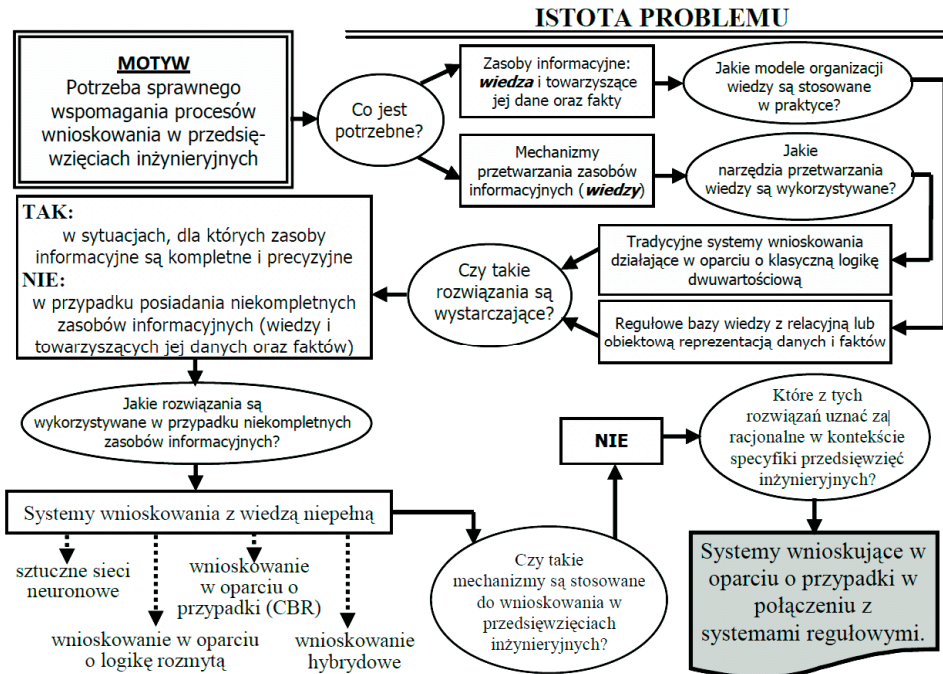 ISTOTA PROBLEMU
MOTYW
Potrzeba sprawnego
wspomagania procesów
wnioskowania w przedsię-
wzięciach inżynieryjnych
Co jest
potrzebne?
Zasoby informacyjne:
wiedza i towarzyszące
jej dane oraz fakty
Jakie modele organizacji
wiedzy są stosowane
w praktyce?
Mechanizmy
przetwarzania zasobów
informacyjnych (wiedzy)
Jakie
narzędzia przetwarzania
wiedzy są wykorzystywane?
Tradycyjne systemy wnioskowania
działające w oparciu o klasyczną logikę
dwuwartościową
Regułowe bazy wiedzy z relacyjną lub
obiektową reprezentacją danych i faktów
Czy takie
rozwiązania są
wystarczające?
TAK:
w sytuacjach, dla których zasoby
informacyjne są kompletne i precyzyjne
NIE:
w przypadku posiadania niekompletnych
zasobów informacyjnych (wiedzy i
towarzyszących jej danych oraz faktów)
Jakie rozwiązania są
wykorzystywane w przypadku niekompletnych
zasobów informacyjnych?
Systemy wnioskowania z wiedzą niepełną
sztuczne sieci
neuronowe
wnioskowanie w oparciu
o logikę rozmytą
wnioskowanie
w oparciu o
przypadki (CBR)
wnioskowanie
hybrydowe
Czy takie
mechanizmy są stosowane
do wnioskowania w
przedsięwzięciach
inżynieryjnych?
NIE
Które z tych
rozwiązań uznać za
racjonalne w kontekście
specyfiki przedsięwzięć
inżynieryjnych?
Systemy wnioskujące w
oparciu o przypadki w
połączeniu z
systemami regułowymi.